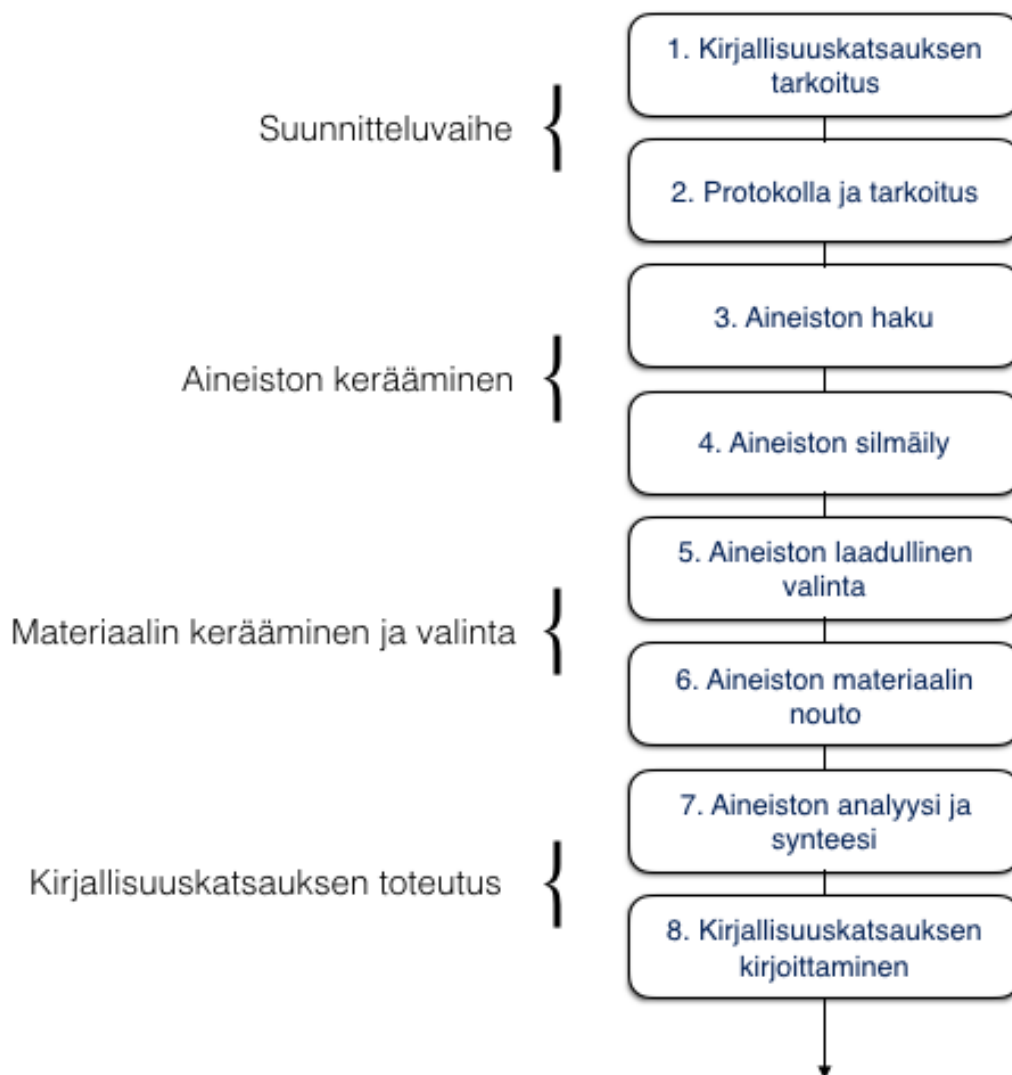 1. Kirjallisuuskatsauksen
tarkoitus
Suunnitteluvaihe
2. Protokolla ja tarkoitus
3. Aineiston haku
Aineiston kerääminen
4. Aineiston silmäily
5. Aineiston laadullinen
valinta
Materiaalin kerääminen ja valinta
6. Aineiston materiaalin
nouto
7. Aineiston analyysi ja
synteesi
Kirjallisuuskatsauksen toteutus
8. Kirjallisuuskatsauksen
kirjoittaminen